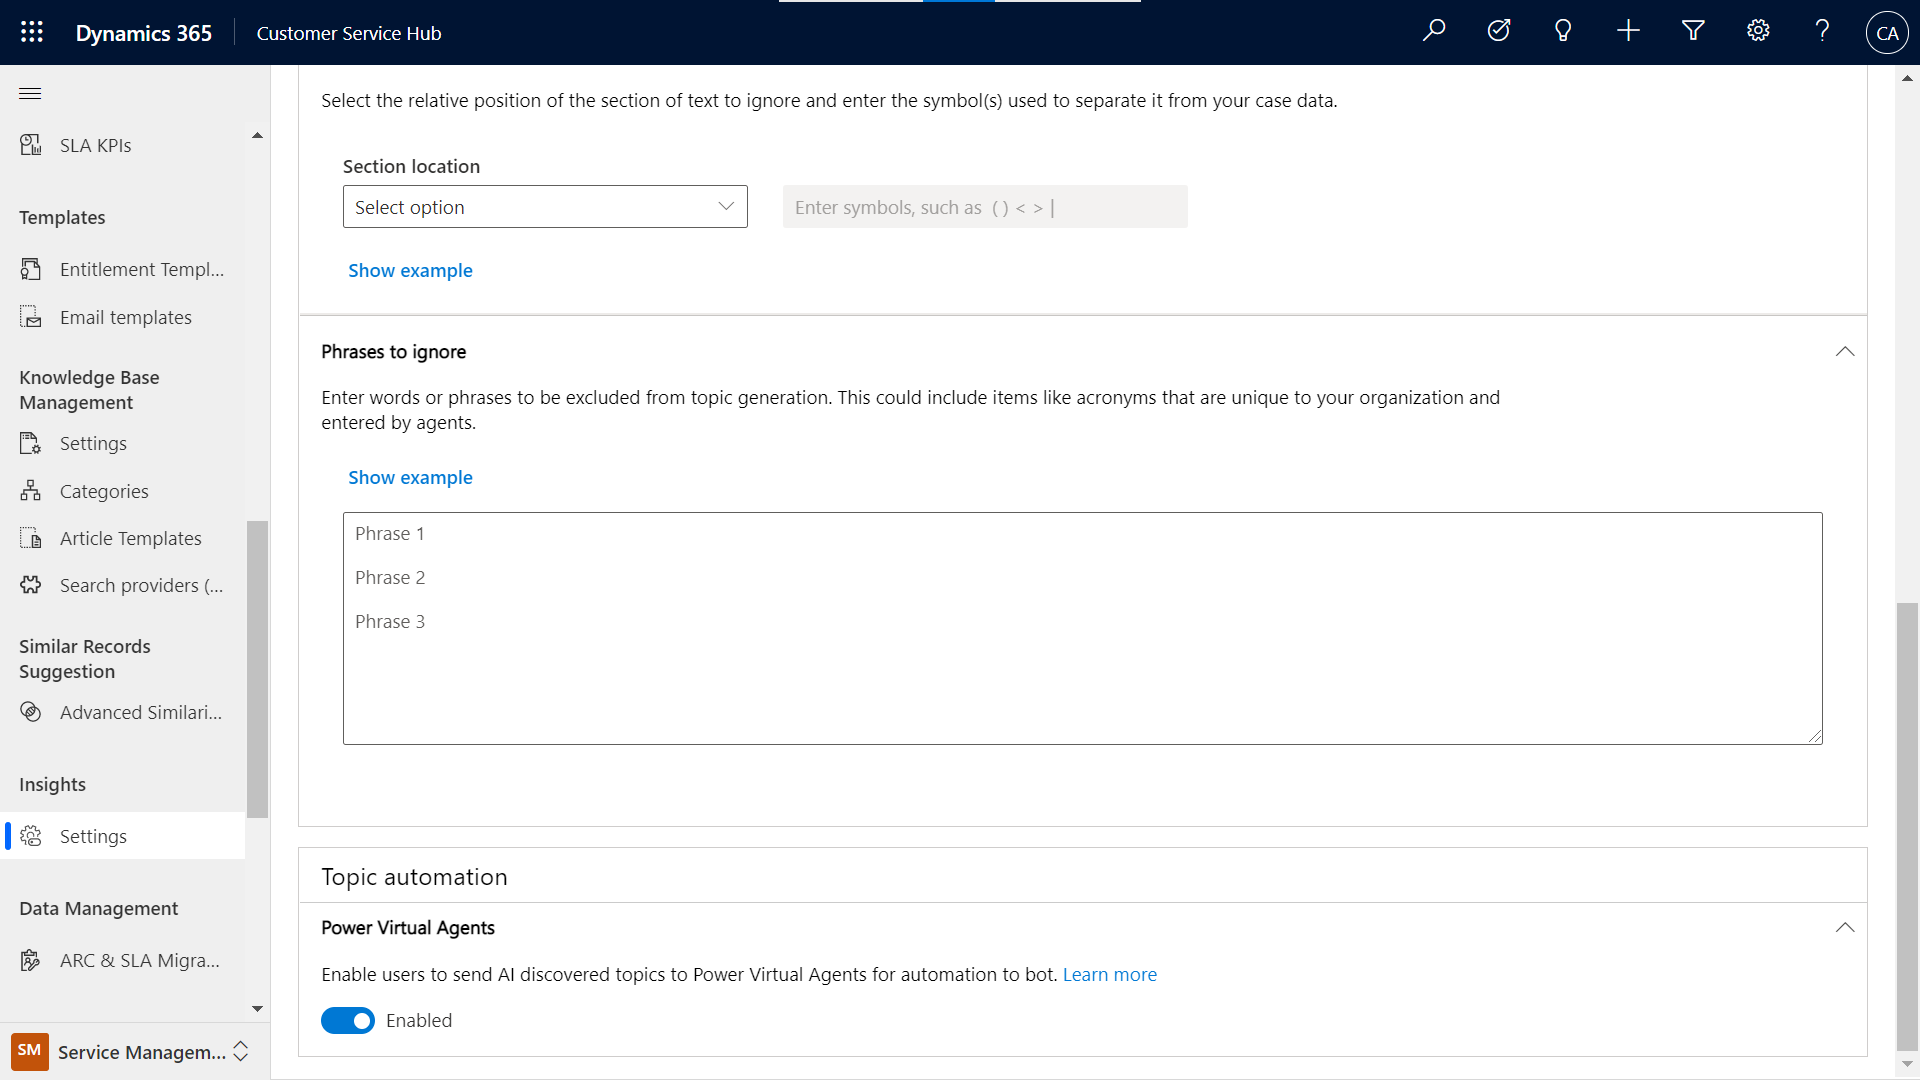 Dynamics 365
Customer Service Hub
CA
SLA KPIs
Templates
Entitlement Templ...
Email templates
Knowledge Base
Management
Settings
Categories
Article Templates
Search providers (...
Similar Records
Suggestion
Advanced Similari...
Insights
Settings
Data Management
ARC & SLA Migra...
SM
Service Managem...
Select the relative position of the section of text to ignore and enter the symbol(s) used to separate it from your case data.
Section location
Select option
Enter symbols, such as ( ) < > |
Show example
Phrases to ignore
Enter words or phrases to be excluded from topic generation. This could include items like acronyms that are unique to your organization and
entered by agents.
Show example
Phrase 1
Phrase 2
Phrase 3
Topic automation
Power Virtual Agents
Enable users to send AI discovered topics to Power Virtual Agents for automation to bot. Learn more
Enabled